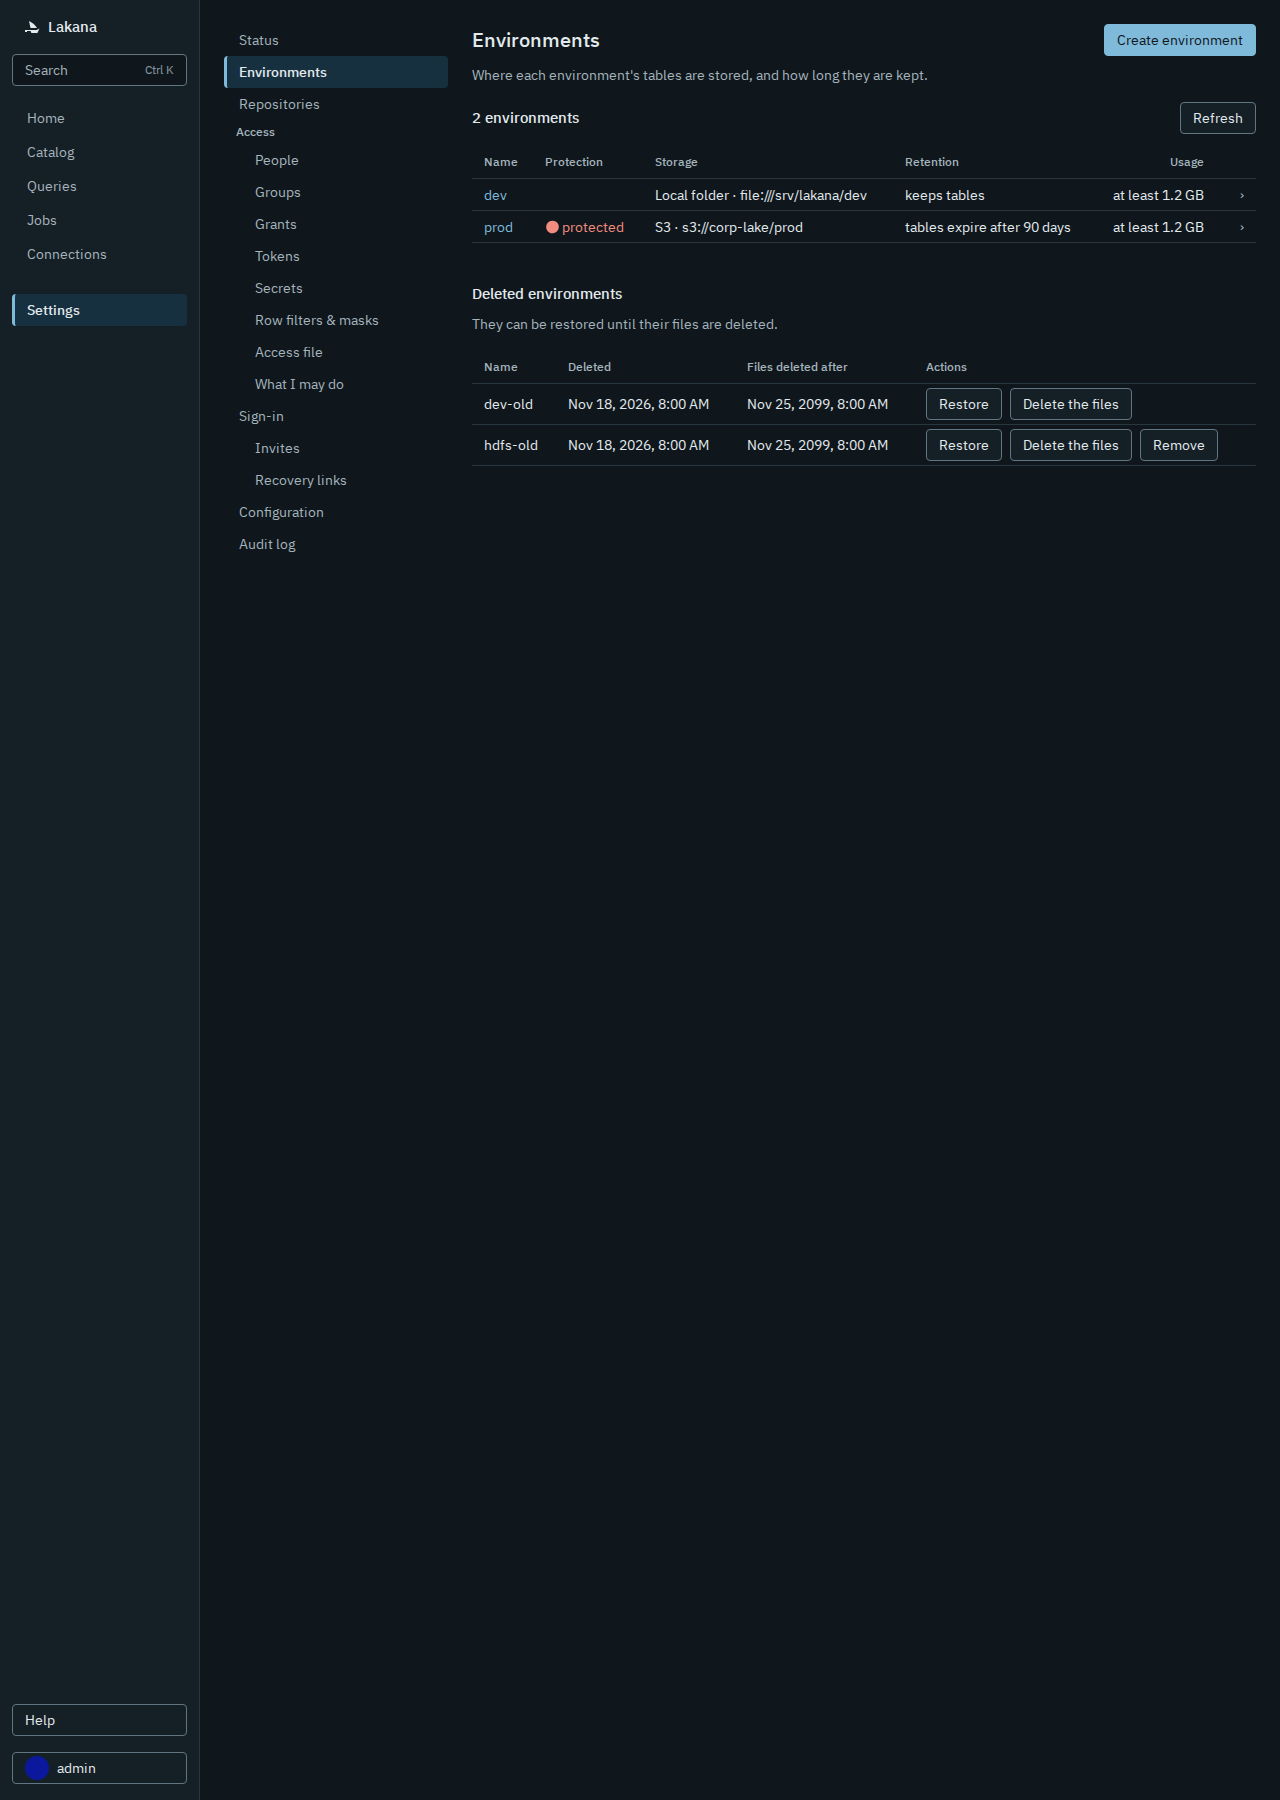 Lakana
Search Ctrl K
Home
Catalog
Queries
Jobs
Connections
Settings
Help
admin
Status
Environments
Repositories
Access
People
Groups
Grants
Tokens
Secrets
Row filters & masks
Access file
What I may do
Sign-in
Invites
Recovery links
Configuration
Audit log
Environments Create environment
Where each environment's tables are stored, and how long they are kept.
2 environments Refresh
Name Protection Storage Retention Usage
dev Local folder · file:///srv/lakana/dev keeps tables at least 1.2 GB ›
prod protected S3 · s3://corp-lake/prod tables expire after 90 days at least 1.2 GB ›
Deleted environments
They can be restored until their files are deleted.
Name Deleted Files deleted after Actions
dev-old Nov 18, 2026, 8:00 AM Nov 25, 2099, 8:00 AM Restore Delete the files
hdfs-old Nov 18, 2026, 8:00 AM Nov 25, 2099, 8:00 AM Restore Delete the files Remove